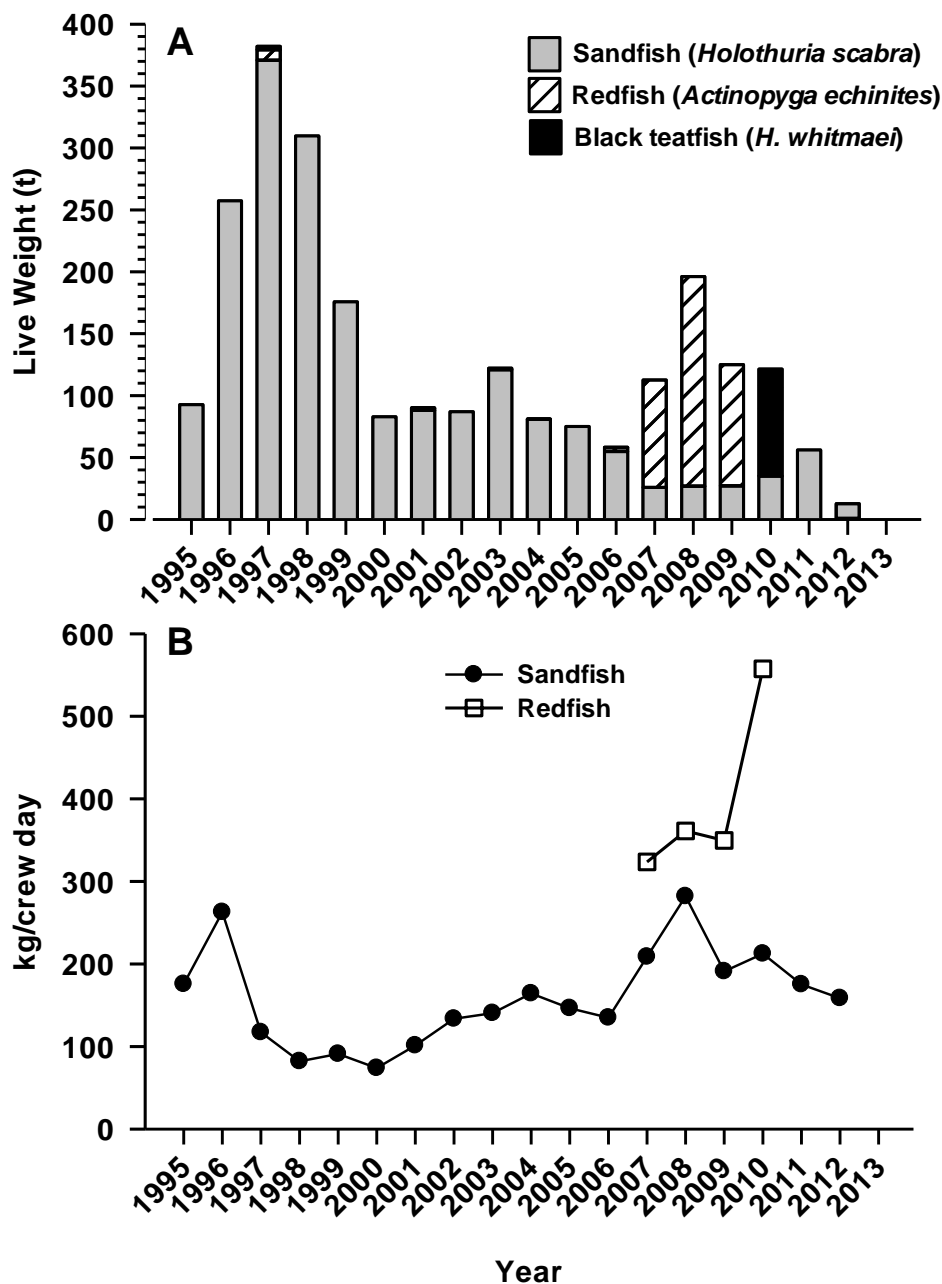 A
400
350
300
250
200
150
100
50
0
Live Weight (t)
Sandfish (Holothuria scabra)
Redfish (Actinopyga echinites)
Black teatfish (H. whitmaei)
1995 1996 1997 1998 1999 2000 2001 2002 2003 2004 2005 2006 2007 2008 2009 2010 2011 2012 2013
B
600
500
400
300
200
100
0
kg/crew day
Sandfish
Redfish
1995 1996 1997 1998 1999 2000 2001 2002 2003 2004 2005 2006 2007 2008 2009 2010 2011 2012 2013
Year